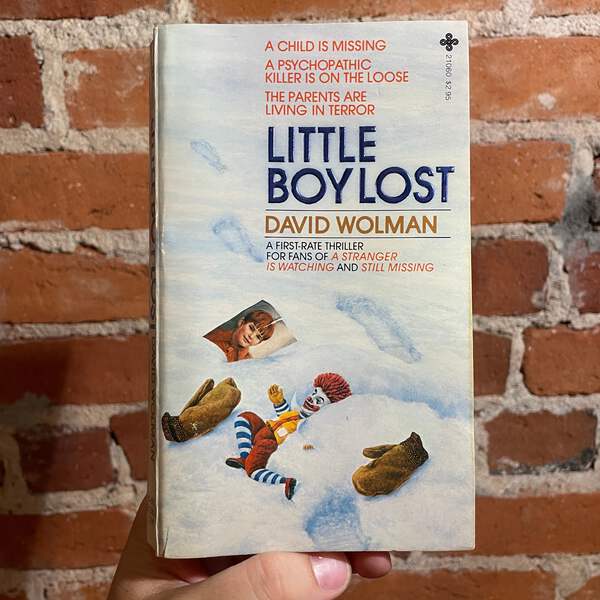 A CHILD IS MISSING
A PSYCHOPATHIC
KILLER IS ON THE LOOSE
THE PARENTS ARE
LIVING IN TERROR
21060 $2.95
LITTLE
BOY LOST
DAVID WOLMAN
A FIRST-RATE THRILLER
FOR FANS OF A STRANGER
IS WATCHING AND STILL MISSING